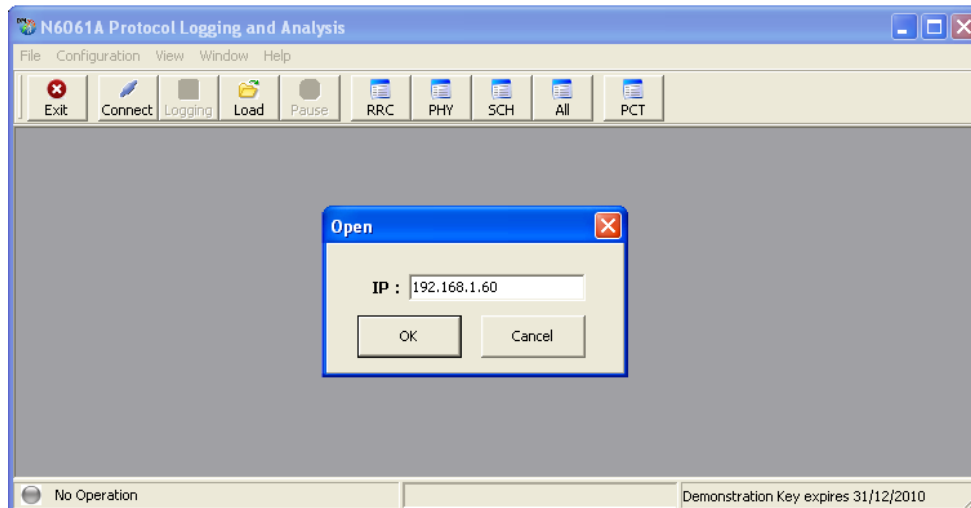 N6061A Protocol Logging and Analysis
File Configuration View Window Help
Exit Connect Logging Load Pause RRC PHY SCH All PCT
Open
IP : 192.168.1.60
OK Cancel
No Operation Demonstration Key expires 31/12/2010